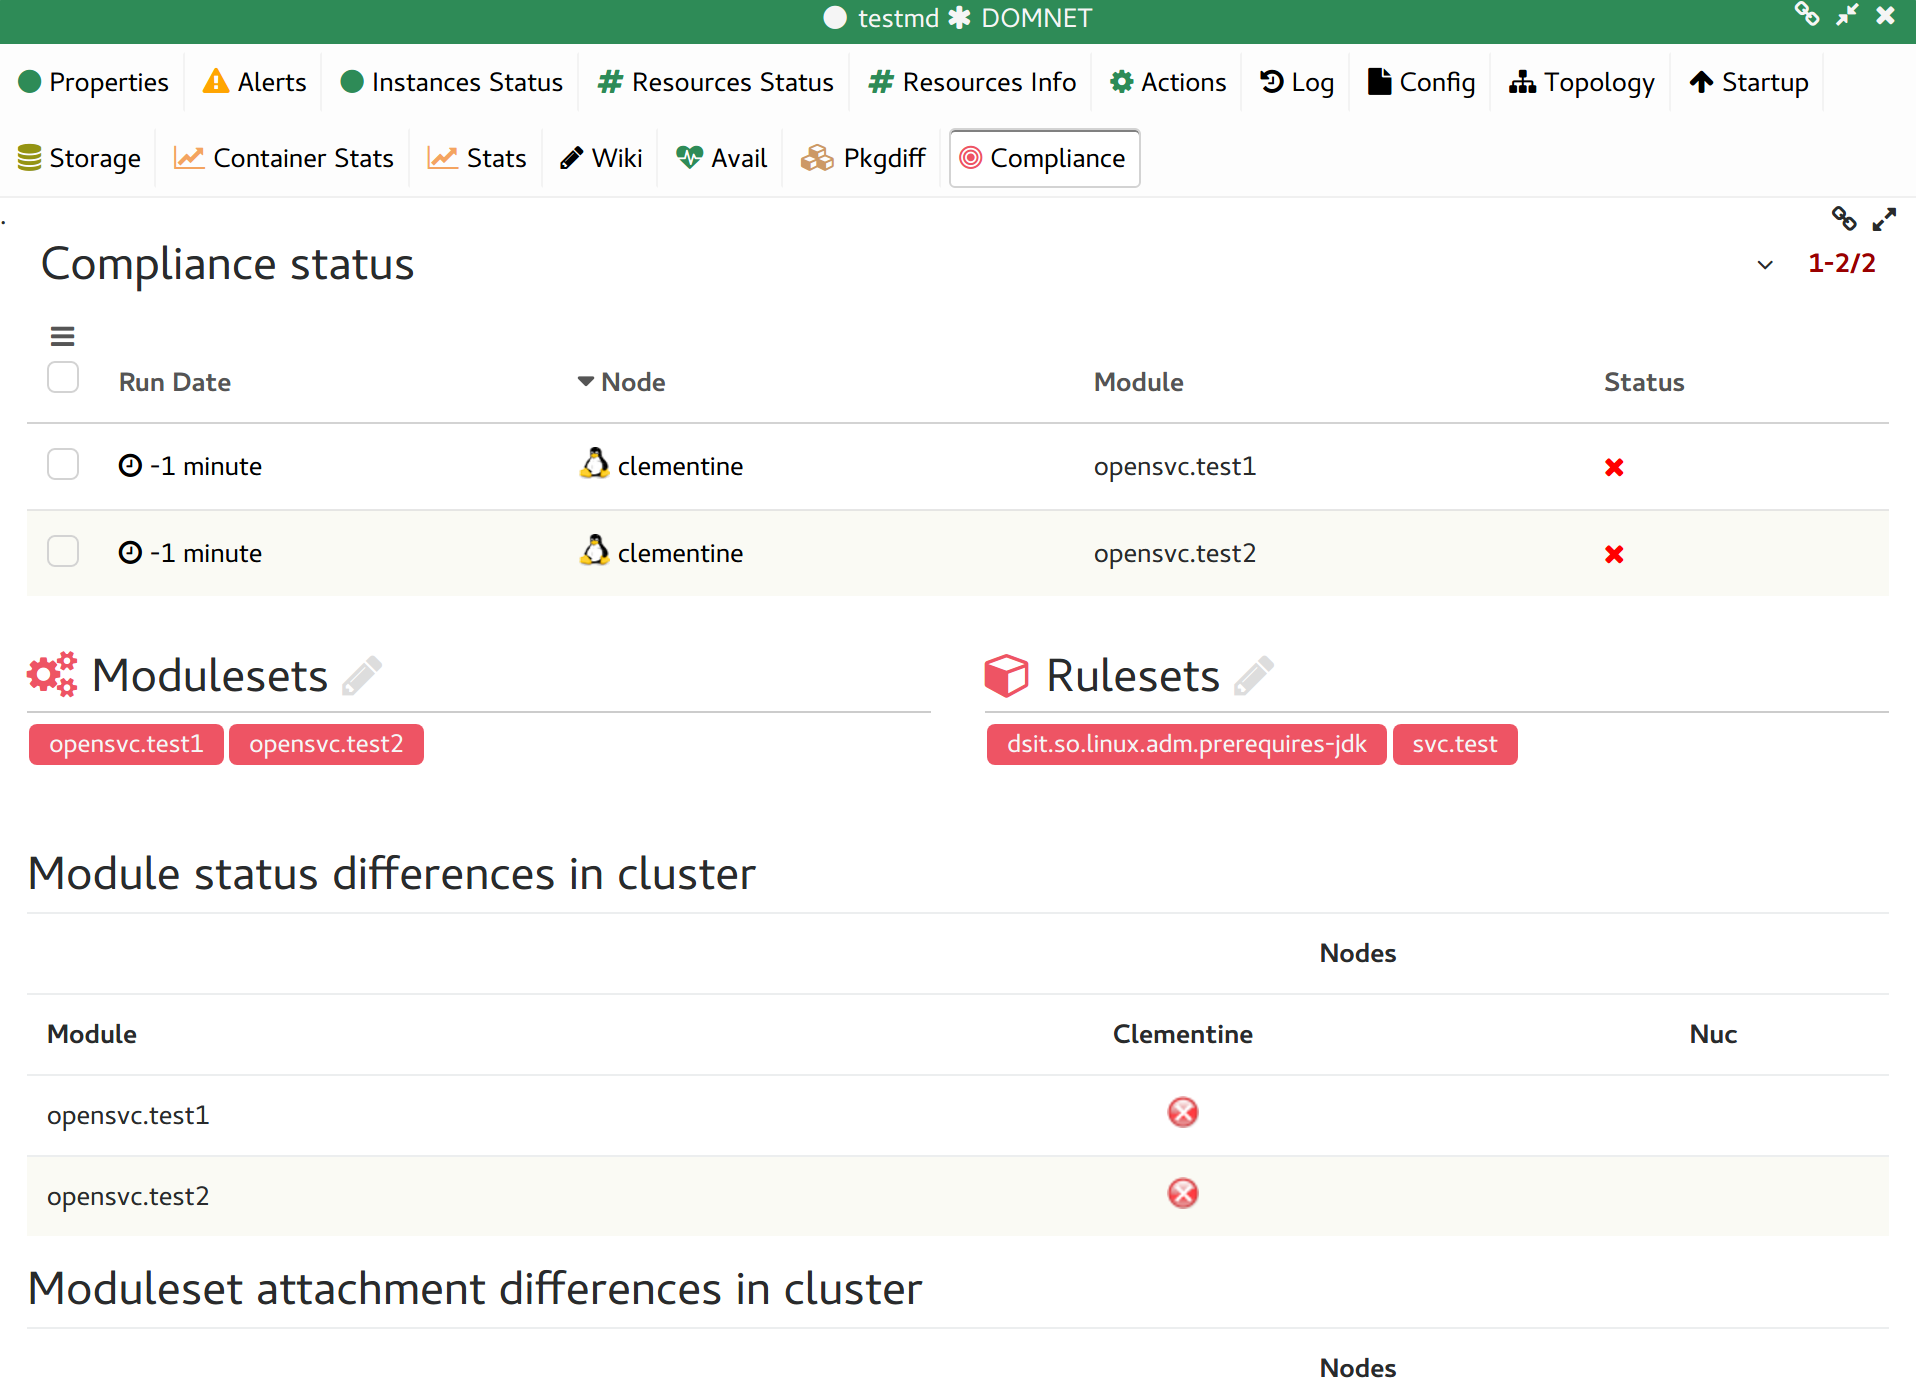 testmd DOMNET
Properties Alerts Instances Status Resources Status Resources Info Actions Log Config Topology Startup
Storage Container Stats Stats Wiki Avail Pkgdiff Compliance
Compliance status 1-2/2
Run Date Node Module Status
-1 minute clementine opensvc.test1
-1 minute clementine opensvc.test2
Modulesets Rulesets
opensvc.test1 opensvc.test2 dsit.so.linux.adm.prerequires-jdk svc.test
Module status differences in cluster
Nodes
Module Clementine Nuc
opensvc.test1
opensvc.test2
Moduleset attachment differences in cluster
Nodes